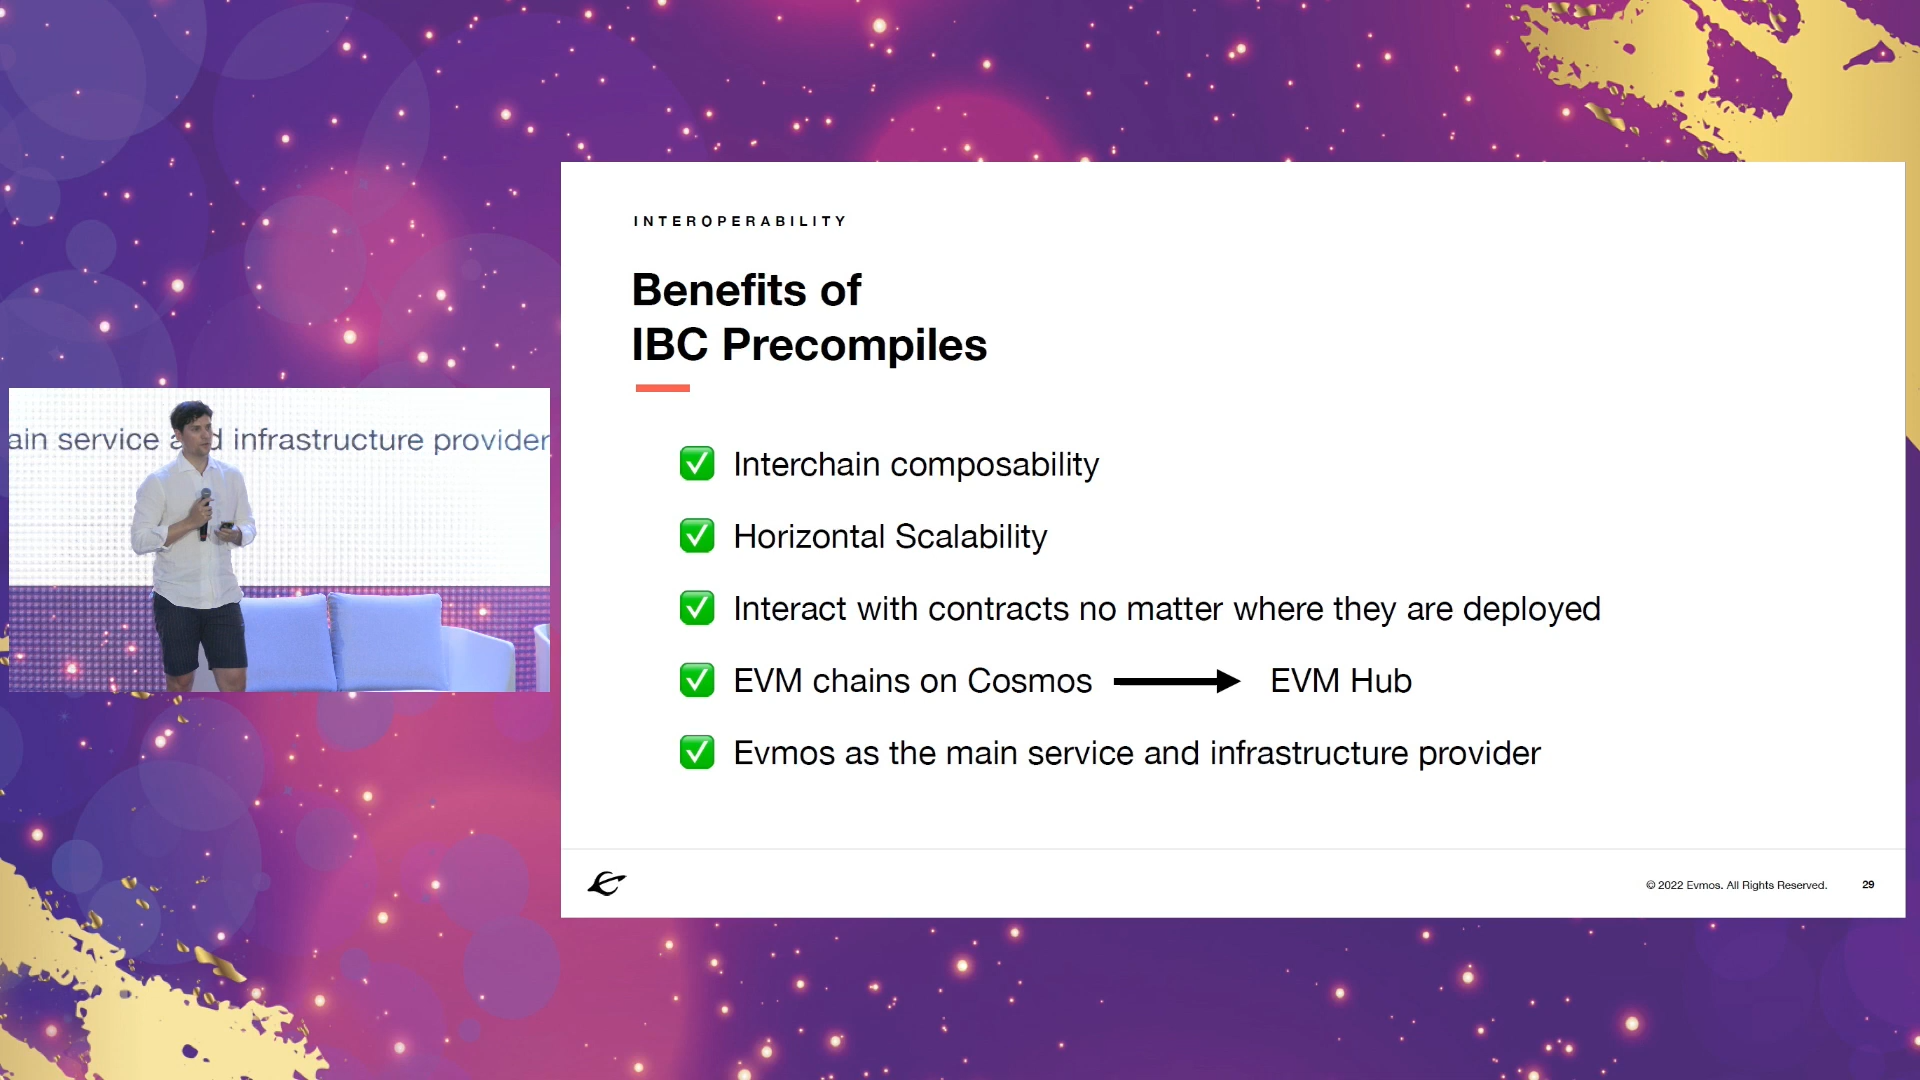 INTEROPERABILITY
Benefits of
IBC Precompiles
✅ Interchain composability
✅ Horizontal Scalability
✅ Interact with contracts no matter where they are deployed
✅ EVM chains on Cosmos → EVM Hub
✅ Evmos as the main service and infrastructure provider
© 2022 Evmos. All Rights Reserved. 29
ain service and infrastructure provider